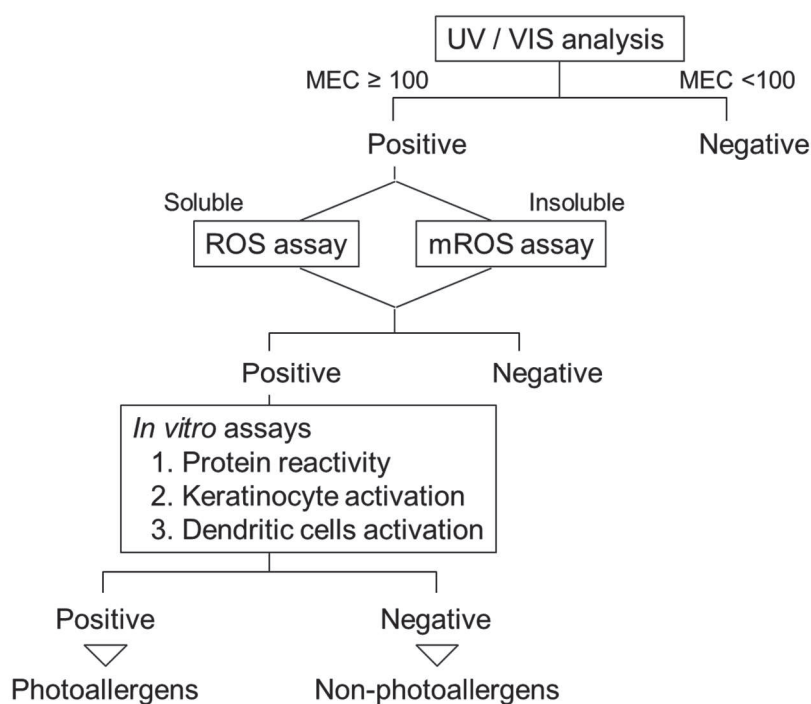 UV / VIS analysis
MEC ≥ 100
MEC <100
Positive
Negative
Soluble
Insoluble
ROS assay
mROS assay
Positive
Negative
In vitro assays
1. Protein reactivity
2. Keratinocyte activation
3. Dendritic cells activation
Positive
Negative
Photoallergens
Non-photoallergens